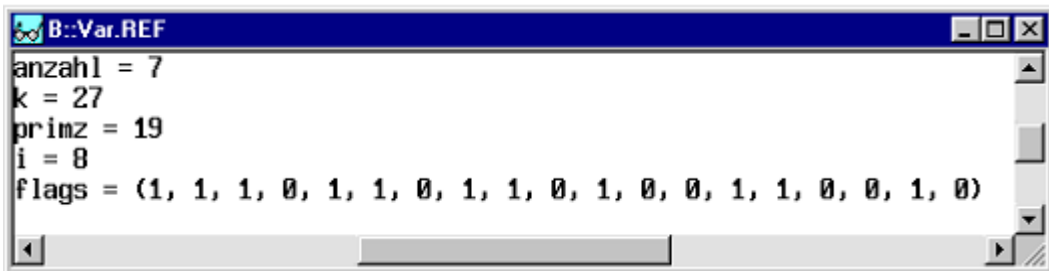 B::Var.REF
anzahl = 7
k = 27
primz = 19
i = 8
flags = (1, 1, 1, 0, 1, 1, 0, 1, 1, 0, 1, 0, 0, 1, 1, 0, 0, 1, 0)